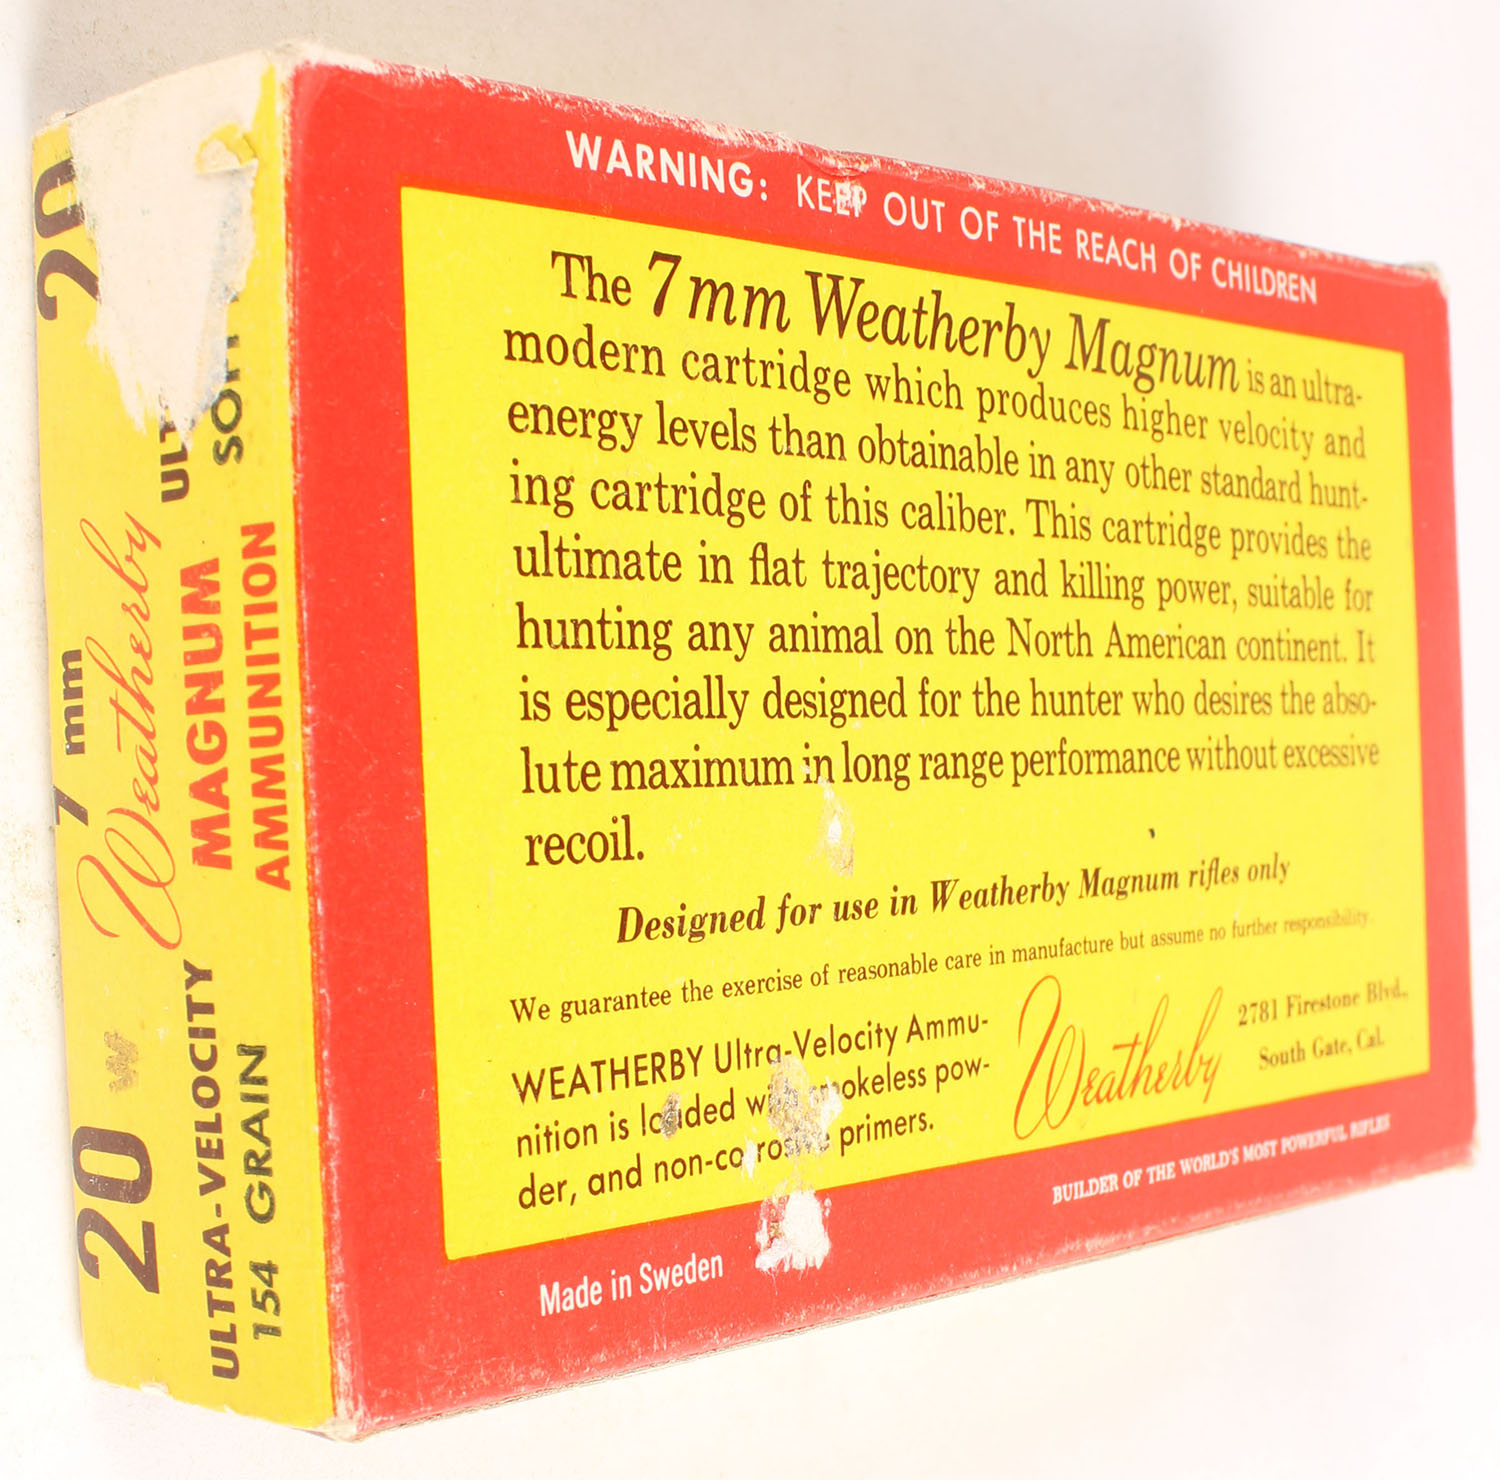 WARNING: KEEP OUT OF THE REACH OF CHILDREN
The 7mm Weatherby Magnum is an ultra-
modern cartridge which produces higher velocity and
energy levels than obtainable in any other standard hunt-
ing cartridge of this caliber. This cartridge provides the
ultimate in flat trajectory and killing power, suitable for
hunting any animal on the North American continent. It
is especially designed for the hunter who desires the abso-
lute maximum in long range performance without excessive
recoil.
Designed for use in Weatherby Magnum rifles only
We guarantee the exercise of reasonable care in manufacture but assume no further responsibility
WEATHERBY Ultra-Velocity Ammu-
nition is loaded with smokeless pow-
der, and non-corrosive primers.
Weatherby
2781 Firestone Blvd.,
South Gate, Cal.
BUILDER OF THE WORLD'S MOST POWERFUL RIFLES
Made in Sweden
20 W 7 mm 20
Weatherby
ULTRA-VELOCITY MAGNUM
154 GRAIN AMMUNITION